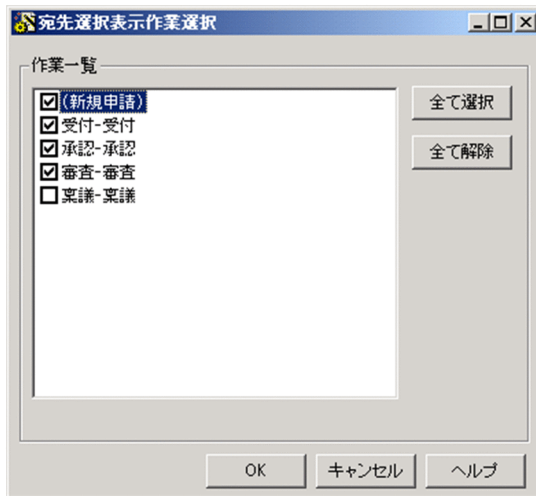 宛先選択表示作業選択
作業一覧
(新規申請)
受付-受付
承認-承認
審査-審査
稟議-稟議
全て選択
全て解除
OK
キャンセル
ヘルプ